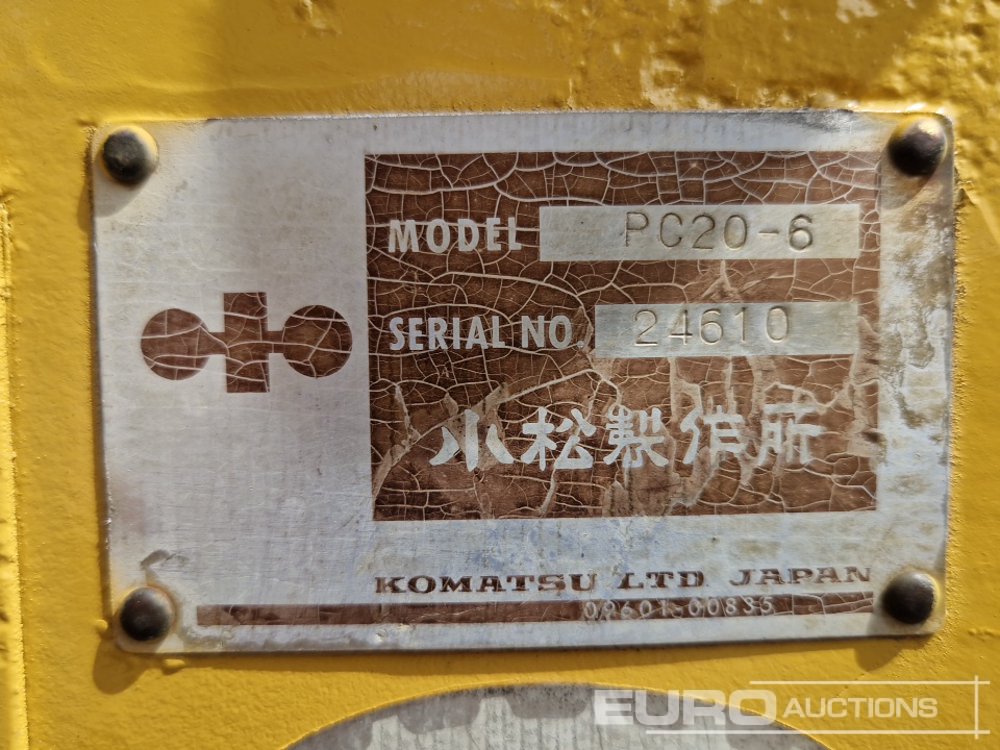 MODEL PC20-6
SERIAL NO. 24610
小松製作所
KOMATSU LTD JAPAN
09601-00835
EURO AUCTIONS